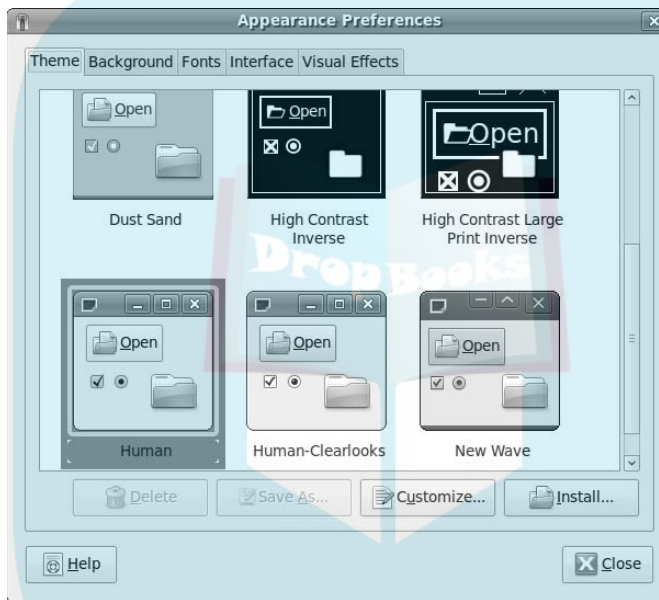 Appearance Preferences
Theme Background Fonts Interface Visual Effects
Open Open Open
Dust Sand High Contrast Inverse High Contrast Large Print Inverse
DropBooks
Open Open Open
Human Human-Clearlooks New Wave
Delete Save As... Customize... Install...
Help Close